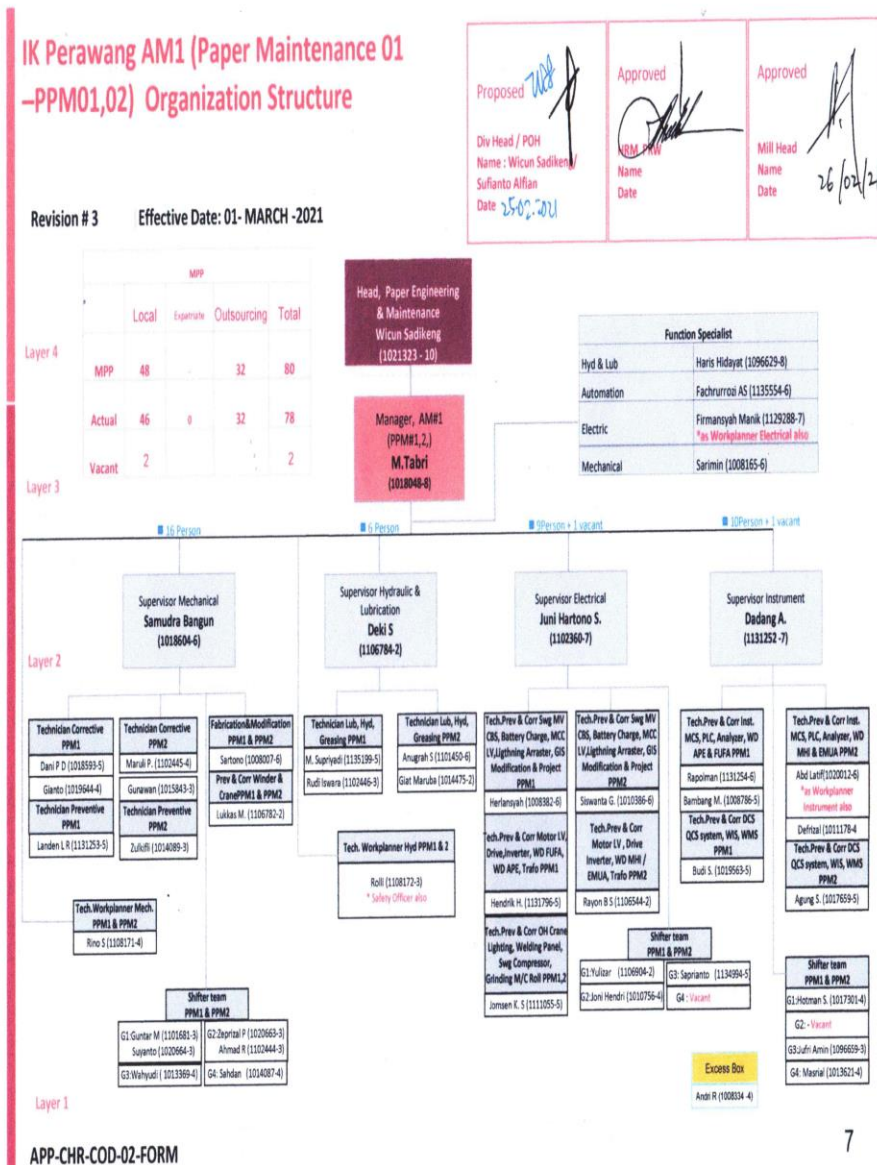 IK Perawang AM1 (Paper Maintenance 01
–PPM01,02) Organization Structure
Proposed
Div Head / POH
Name : Wicun Sadikeng/
Sufianto Alfian
Date 25.02.2021
Approved
HRM PRW
Name
Date
Approved
Mill Head
Name
Date
Revision # 3 Effective Date: 01- MARCH -2021
MPP
Local Expatriate Outsourcing Total
MPP 48 - 32 80
Actual 46 0 32 78
Vacant 2 2
Layer 4
Layer 3
Head, Paper Engineering
& Maintenance
Wicun Sadikeng
(1021323 - 10)
Manager, AM#1
(PPM#1,2,)
M.Tabri
(1018048-8)
Function Specialist
Hyd & Lub Haris Hidayat (1096629-8)
Automation Fachrurrozi AS (1135554-6)
Electric Firmansyah Manik (1129288-7)
*as Workplanner Electrical also
Mechanical Sarimin (1008165-6)
16 Person
6 Person
9Person + 1 vacant
10Person + 1 vacant
Supervisor Mechanical
Samudra Bangun
(1018604-6)
Supervisor Hydraulic &
Lubrication
Deki S
(1106784-2)
Supervisor Electrical
Juni Hartono S.
(1102360-7)
Supervisor Instrument
Dadang A.
(1131252 -7)
Layer 2
Technician Corrective
PPM1
Dani P D (1018593-5)
Gianto (1019644-4)
Technician Preventive
PPM1
Landen L R (1131253-5)
Technician Corrective
PPM2
Maruli P. (1102445-4)
Gunawan (1015843-3)
Technician Preventive
PPM2
Zulkifli (1014089-3)
Fabrication&Modification
PPM1 & PPM2
Sartono (1008007-6)
Prev & Corr Winder &
CranePPM1 & PPM2
Lukkas M. (1106782-2)
Technician Lub, Hyd,
Greasing PPM1
M. Supriyadi (1135199-5)
Rudi Iswara (1102446-3)
Technician Lub, Hyd,
Greasing PPM2
Anugrah S (1101450-6)
Giat Maruba (1014475-2)
Tech. Workplanner Hyd PPM1 & 2
Rolli (1108172-3)
* Safety Officer also
Tech.Workplanner Mech.
PPM1 & PPM2
Rino S (1108171-4)
Shifter team
PPM1 & PPM2
G1:Guntar M (1101681-3) G2:Zeprizal P (1020663-3)
Suyanto (1020664-3) Ahmad R (1102444-3)
G3:Wahyudi ( 1013369-4) G4: Sahdan (1014087-4)
Tech.Prev & Corr Swg MV
CBS, Battery Charge, MCC
LV,Ligthning Arraster, GIS
Modification & Project
PPM1
Herlansyah (1008382-6)
Tech.Prev & Corr Motor LV,
Drive,Inverter, WD FUFA,
WD APE, Trafo PPM1
Hendrik H. (1131796-5)
Tech.Prev & Corr OH Crane
Lighting, Welding Panel,
Swg Compressor,
Grinding M/C Roll PPM1,2
Jomsen K. S (1111055-5)
Tech.Prev & Corr Swg MV
CBS, Battery Charge, MCC
LV,Ligthning Arraster, GIS
Modification & Project
PPM2
Siswanta G. (1010386-6)
Tech.Prev & Corr
Motor LV , Drive
Inverter, WD MHI /
EMUA, Trafo PPM2
Rayon B S (1106544-2)
Shifter team
PPM1 & PPM2
G1:Yulizar (1106904-2) G3: Saprianto (1134994-5)
G2:Joni Hendri (1010756-4) G4 : Vacant
Tech.Prev & Corr Inst.
MCS, PLC, Analyzer, WD
APE & FUFA PPM1
Rapoiman (1131254-6)
Bambang M. (1008786-5)
Tech.Prev & Corr DCS
QCS system, WIS, WMS
PPM1
Budi S. (1019563-5)
Tech.Prev & Corr Inst.
MCS, PLC, Analyzer, WD
MHI & EMUA PPM2
Abd Latif(1020012-6)
*as Workplanner
Instrument also
Defrizal (1011178-4
Tech.Prev & Corr DCS
QCS system, WIS, WMS
PPM2
Agung S. (1017659-5)
Shifter team
PPM1 & PPM2
G1:Hotman S. (1017301-4)
G2: - Vacant
G3:Jufri Amin (1096659-3)
G4: Masrial (1013621-4)
Excess Box
Andri R (1008334 -4)
Layer 1
APP-CHR-COD-02-FORM
7